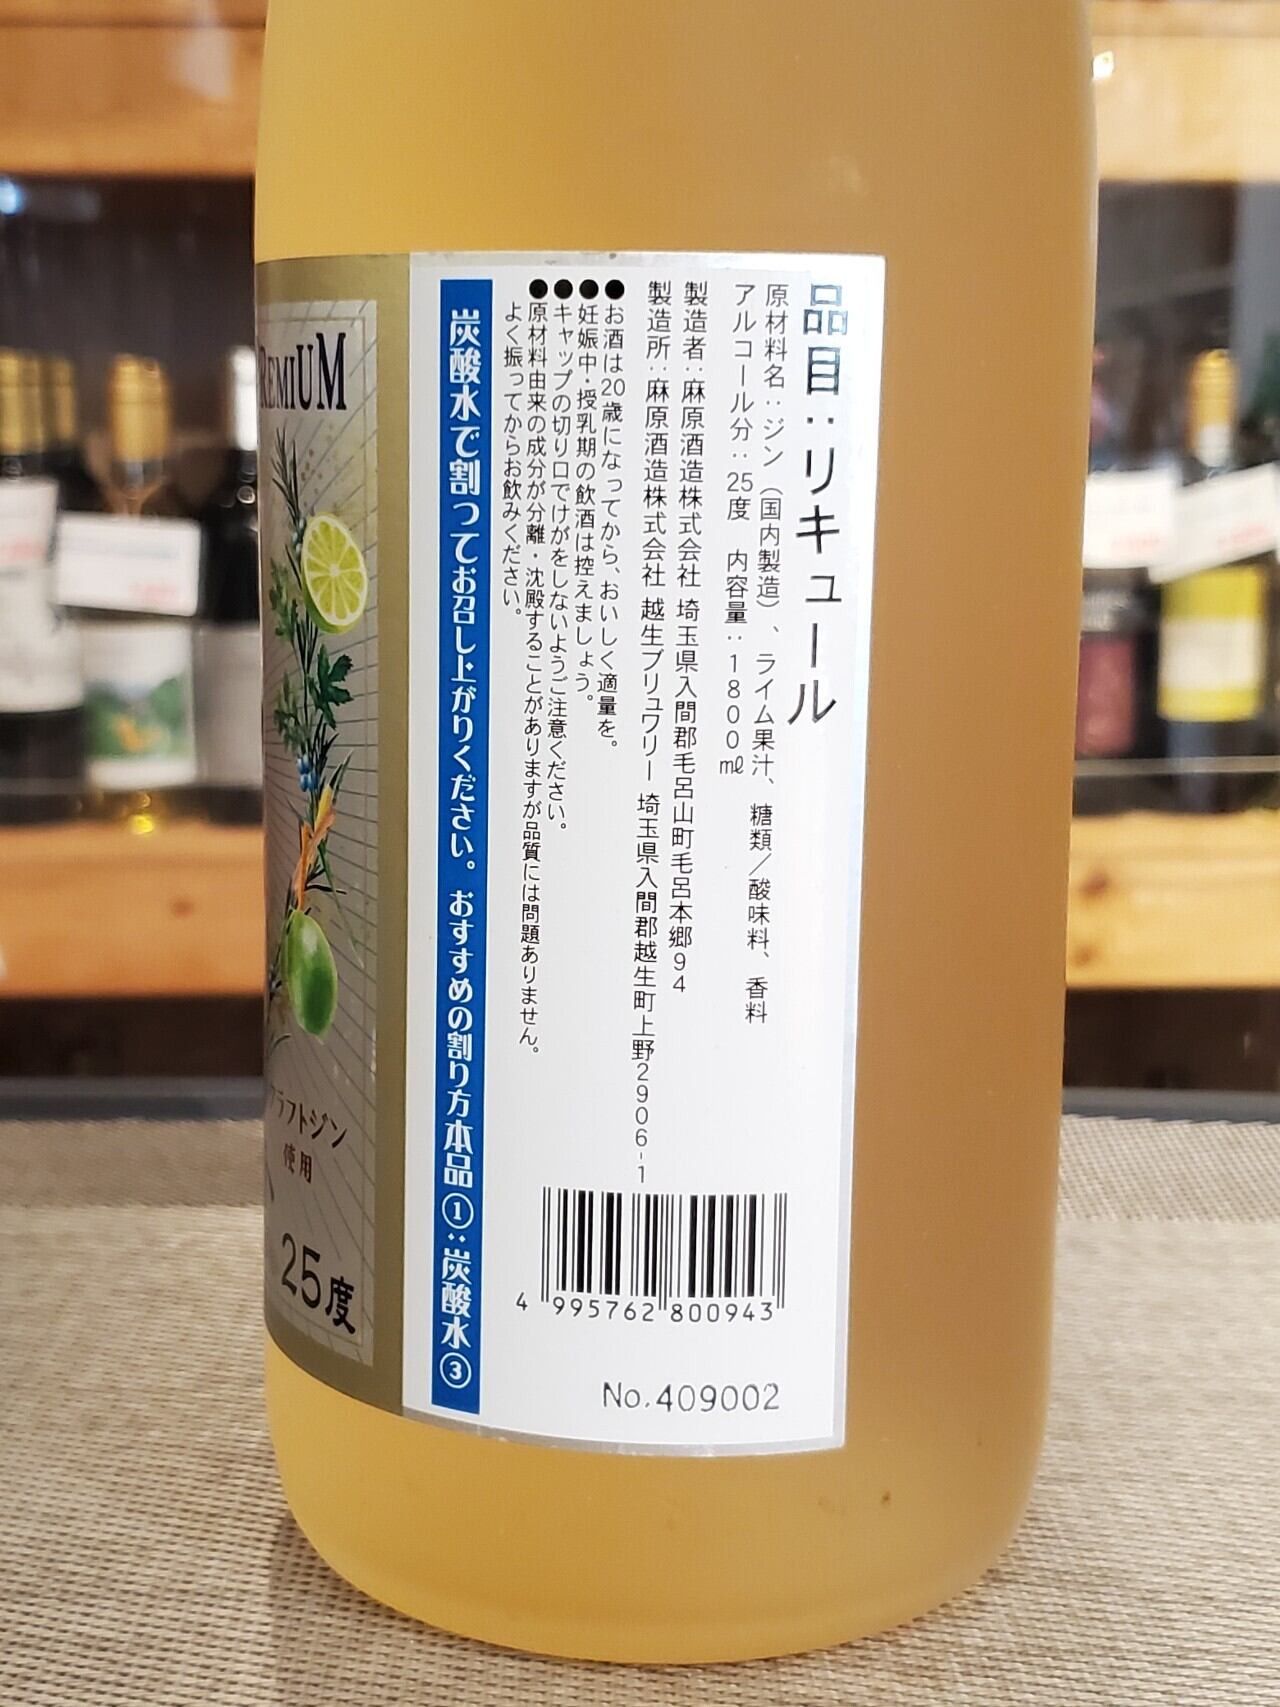 品目：リキュール
原材料名：ジン（国内製造）、ライム果汁、糖類／酸味料、香料
アルコール分：25度 内容量：1800㎖
製造者：麻原酒造株式会社 埼玉県入間郡毛呂山町毛呂本郷94
製造所：麻原酒造株式会社 越生ブリュワリー 埼玉県入間郡越生町上野2906-1
●お酒は20歳になってから、おいしく適量を。
●妊娠中・授乳期の飲酒は控えましょう。
●キャップの切り口でけがをしないようご注意ください。
●原材料由来の成分が分離・沈殿することがありますが品質には問題ありません。
よく振ってからお飲みください。
炭酸水で割ってお召し上がりください。おすすめの割り方本品①：炭酸水③
4 995762 800943
No.409002
PREMIUM
クラフトジン
使用
25度